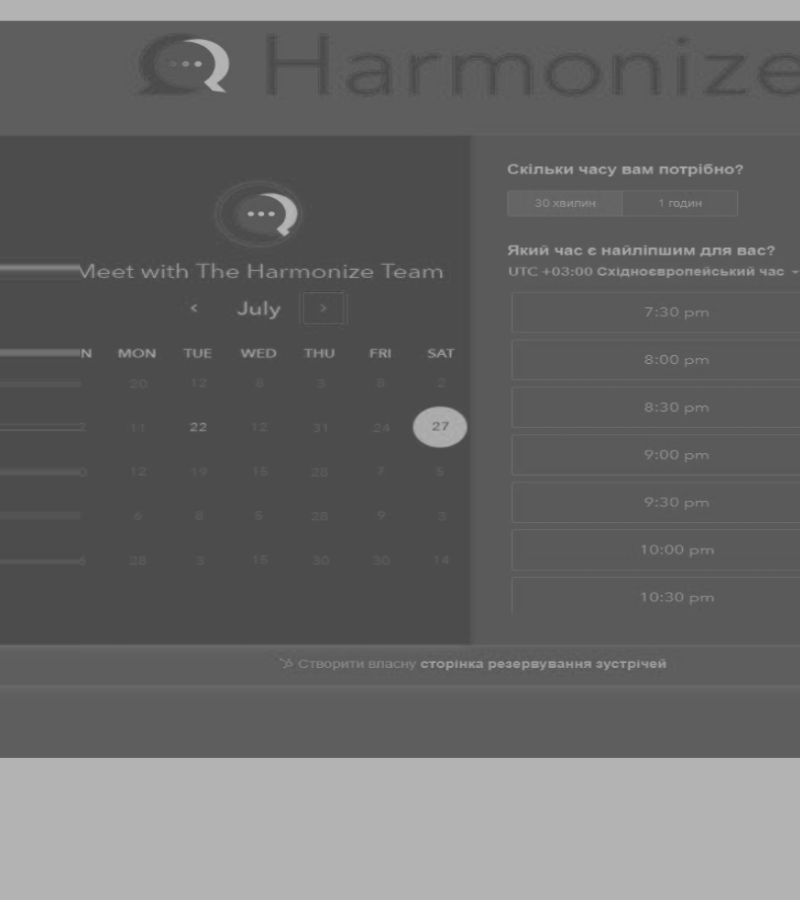 Harmonize
Meet with The Harmonize Team
July
N MON TUE WED THU FRI SAT
20 12 8 3 8 2
2 11 22 12 31 24 27
0 12 19 15 28 7 5
6 8 5 28 9 3
6 28 3 15 30 30 14
Скільки часу вам потрібно?
30 хвилин 1 годин
Який час є найліпшим для вас?
UTC +03:00 Східноєвропейський час
7:30 pm
8:00 pm
8:30 pm
9:00 pm
9:30 pm
10:00 pm
10:30 pm
Створити власну сторінка резервування зустрічей